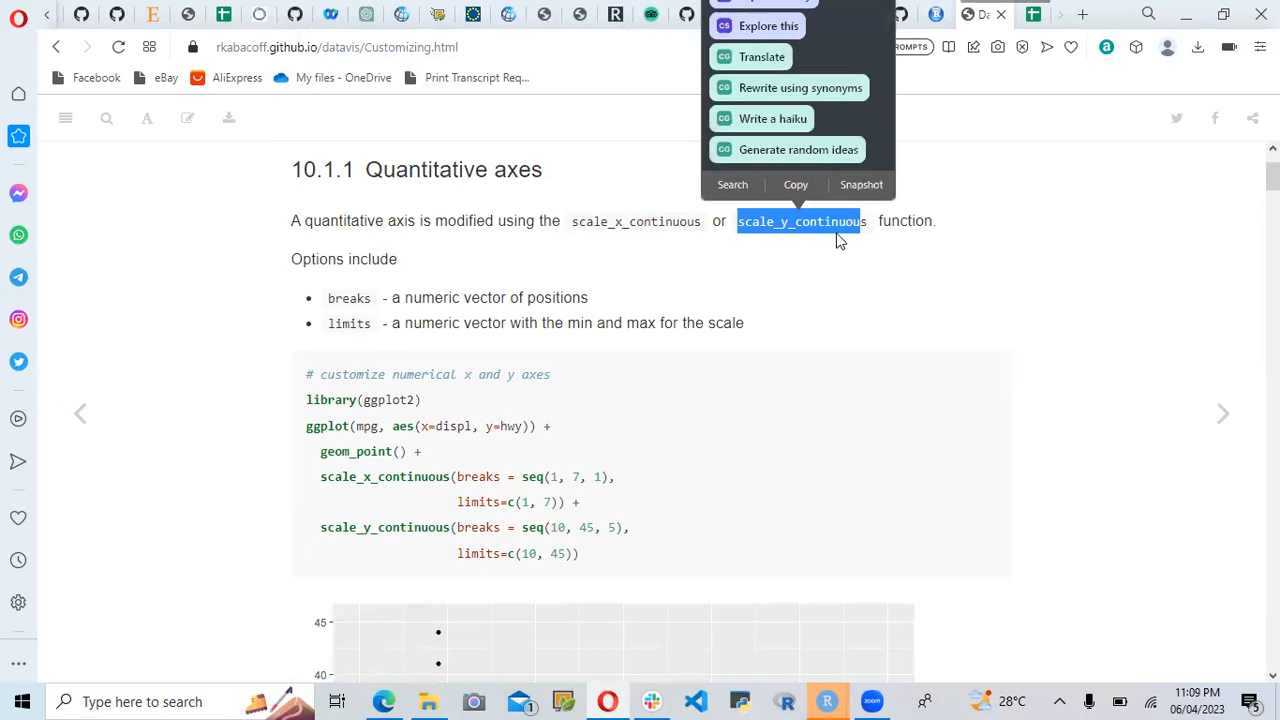 Explore this
Da
rkabacoff.github.io/datavis/Customizing.html
PROMPTS
Translate
Facebook
eBay
AliExpress
My files - OneDrive
Print Transcript Req...
Rewrite using synonyms
Write a haiku
Generate random ideas
Search
Copy
Snapshot
10.1.1 Quantitative axes
A quantitative axis is modified using the scale_x_continuous or scale_y_continuous function.
Options include
• breaks - a numeric vector of positions
• limits - a numeric vector with the min and max for the scale
# customize numerical x and y axes
library(ggplot2)
ggplot(mpg, aes(x=displ, y=hwy)) +
geom_point() +
scale_x_continuous(breaks = seq(1, 7, 1),
limits=c(1, 7)) +
scale_y_continuous(breaks = seq(10, 45, 5),
limits=c(10, 45))
45
40
Type here to search
28°C
11:09 PM
06/04/2023